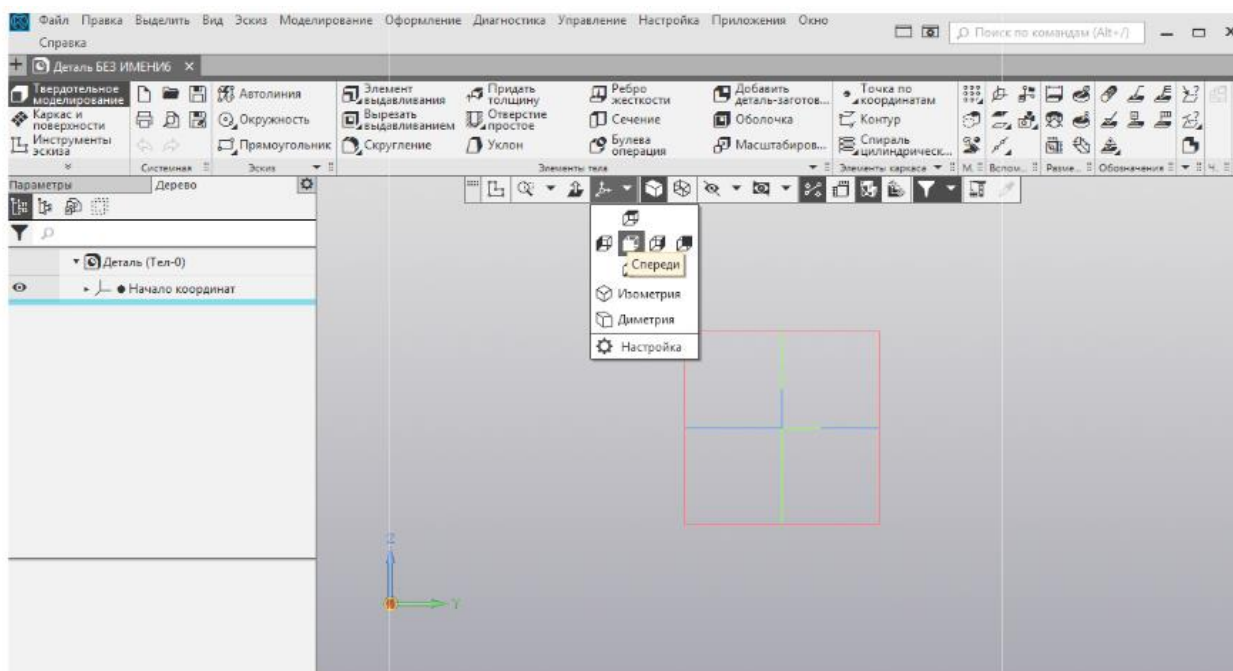 Файл Правка Выделить Вид Эскиз Моделирование Оформление Диагностика Управление Настройка Приложения Окно
Справка
Поиск по командам (Alt+/)
Деталь БЕЗ ИМЕНИ6
Твердотельное моделирование
Каркас и поверхности
Инструменты эскиза
Системная
Автолиния
Окружность
Прямоугольник
Эскиз
Элемент выдавливания
Вырезать выдавливанием
Скругление
Придать толщину
Отверстие простое
Уклон
Ребро жесткости
Сечение
Булева операция
Добавить деталь-заготов...
Оболочка
Масштабиров...
Элементы тела
Точка по координатам
Контур
Спираль цилиндрическ...
Элементы каркаса
М.
Вспом...
Разме...
Обозначения
Ч.
Параметры
Дерево
Деталь (Тел-0)
Начало координат
Спереди
Изометрия
Диметрия
Настройка
Z
Y